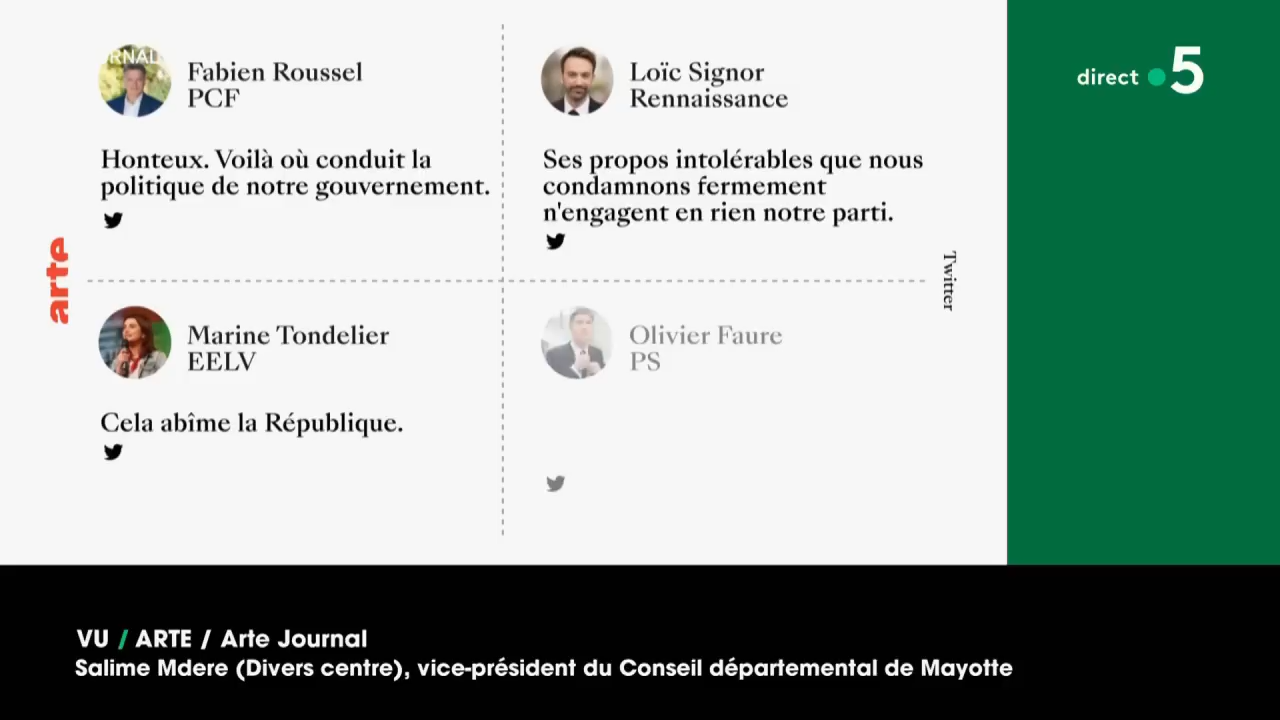 RNAL
Fabien Roussel
PCF
Honteux. Voilà où conduit la
politique de notre gouvernement.
Loïc Signor
Rennaissance
Ses propos intolérables que nous
condamnons fermement
n'engagent en rien notre parti.
direct 5
arte
Twitter
Marine Tondelier
EELV
Cela abîme la République.
Olivier Faure
PS
VU / ARTE / Arte Journal
Salime Mdere (Divers centre), vice-président du Conseil départemental de Mayotte